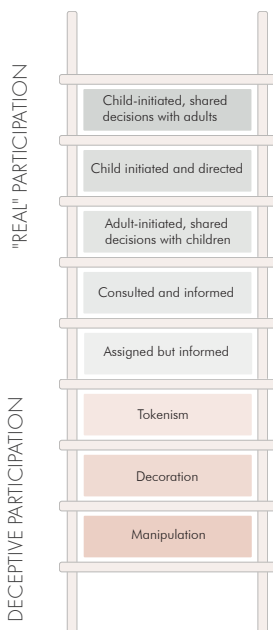 "REAL" PARTICIPATION
Child-initiated, shared
decisions with adults
Child initiated and directed
Adult-initiated, shared
decisions with children
Consulted and informed
Assigned but informed
DECEPTIVE PARTICIPATION
Tokenism
Decoration
Manipulation